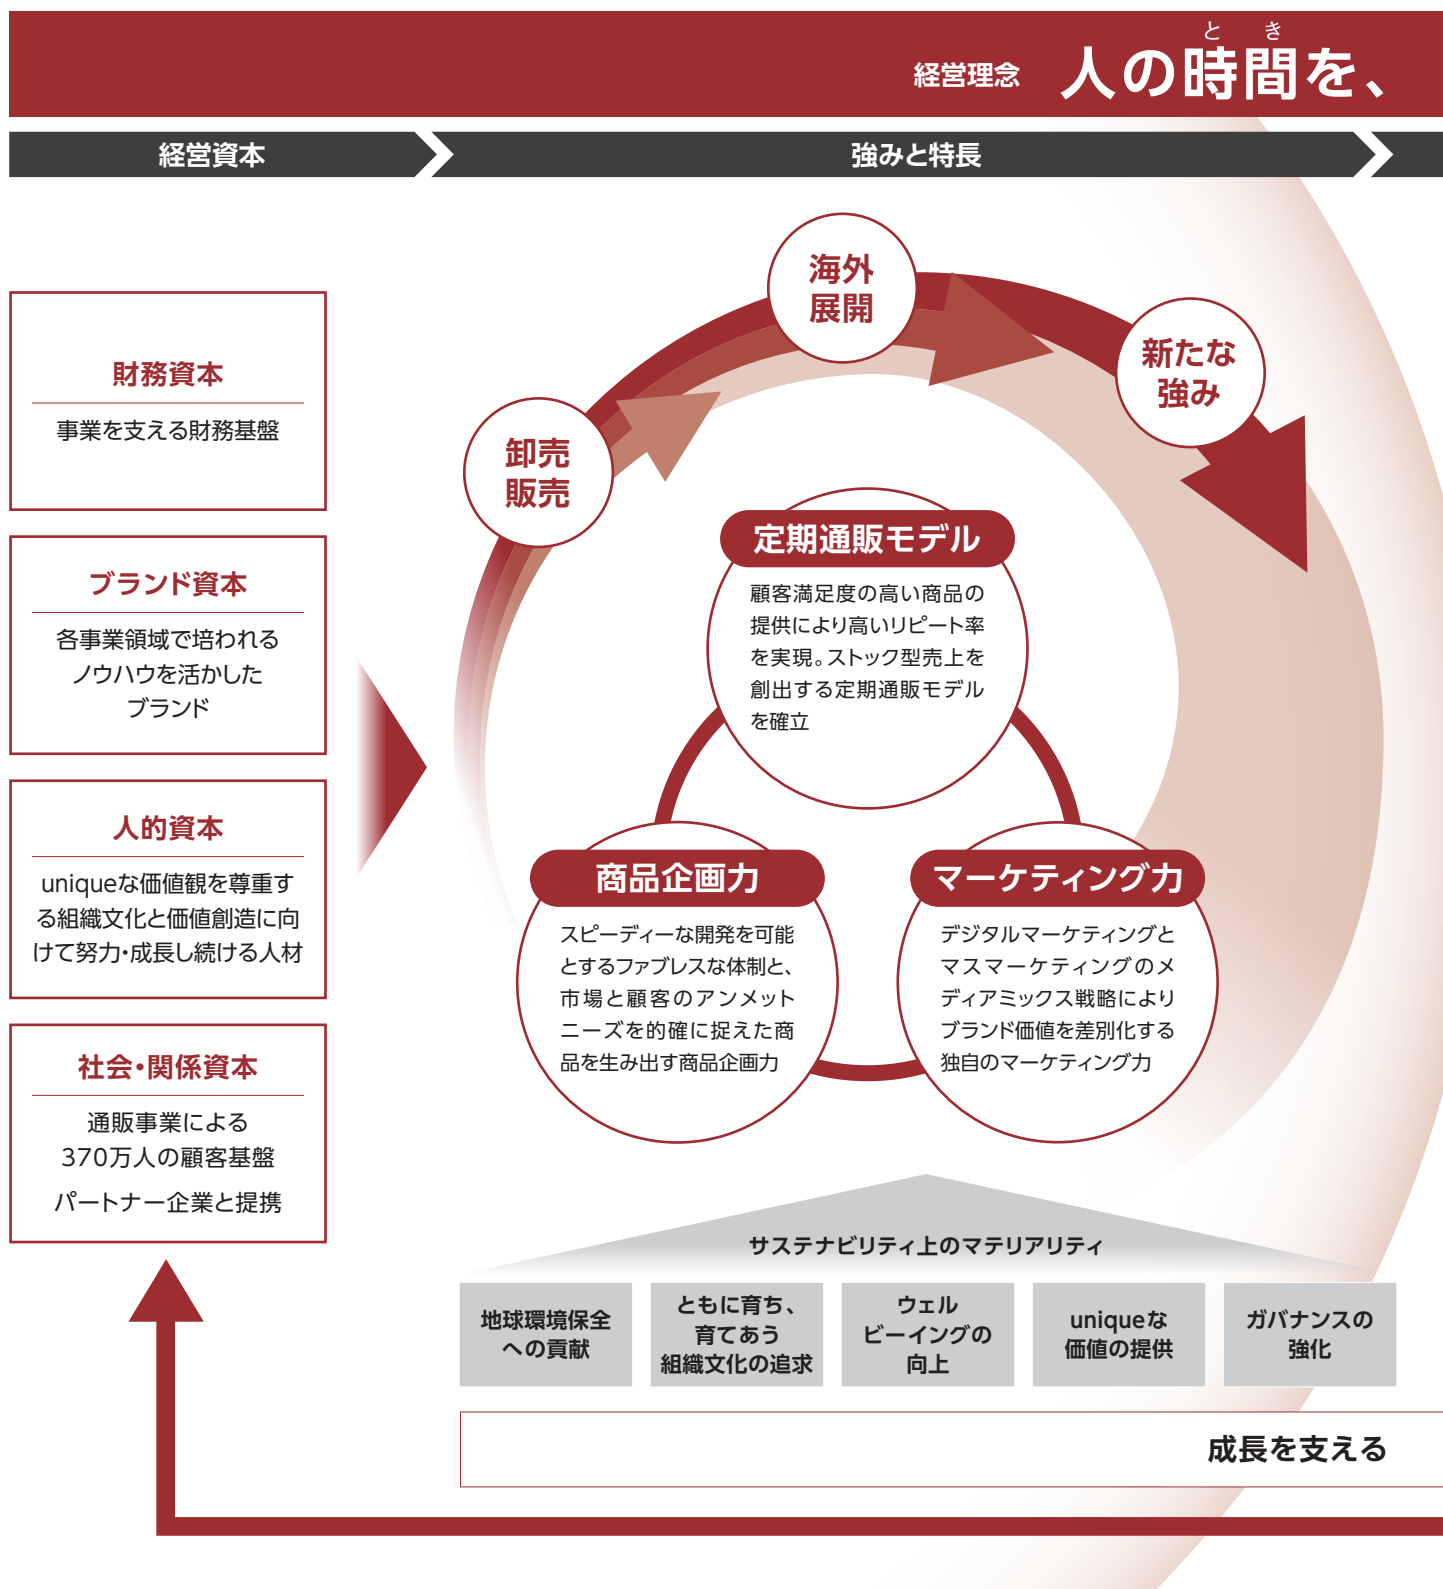 とき
経営理念 人の時間を、
経営資本
強みと特長
財務資本
事業を支える財務基盤
ブランド資本
各事業領域で培われる
ノウハウを活かした
ブランド
人的資本
uniqueな価値観を尊重す
る組織文化と価値創造に向
けて努力・成長し続ける人材
社会・関係資本
通販事業による
370万人の顧客基盤
パートナー企業と提携
卸売
販売
海外
展開
新たな
強み
定期通販モデル
顧客満足度の高い商品の
提供により高いリピート率
を実現。ストック型売上を
創出する定期通販モデル
を確立
商品企画力
スピーディーな開発を可能
とするファブレスな体制と、
市場と顧客のアンメット
ニーズを的確に捉えた商
品を生み出す商品企画力
マーケティング力
デジタルマーケティングと
マスマーケティングのメ
ディアミックス戦略により
ブランド価値を差別化する
独自のマーケティング力
サステナビリティ上のマテリアリティ
地球環境保全
への貢献
ともに育ち、
育てあう
組織文化の追求
ウェル
ビーイングの
向上
uniqueな
価値の提供
ガバナンスの
強化
成長を支える